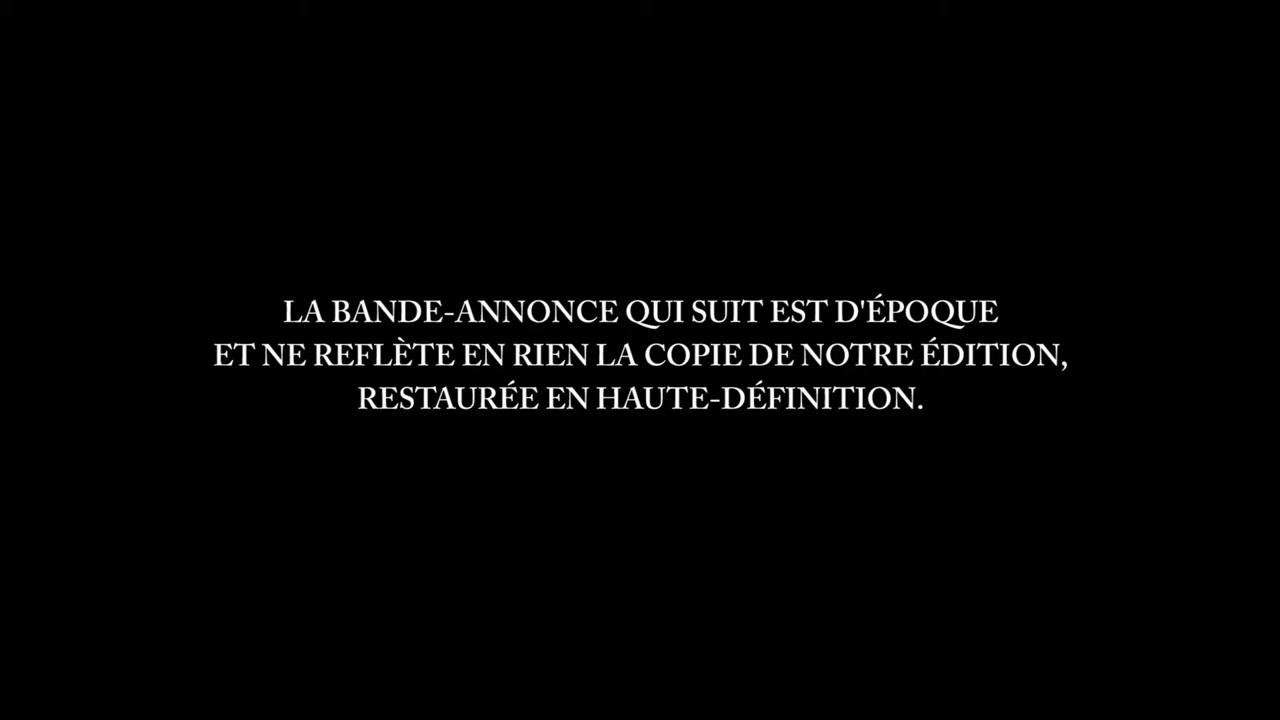 LA BANDE-ANNONCE QUI SUIT EST D'ÉPOQUE
ET NE REFLÈTE EN RIEN LA COPIE DE NOTRE ÉDITION,
RESTAURÉE EN HAUTE-DÉFINITION.